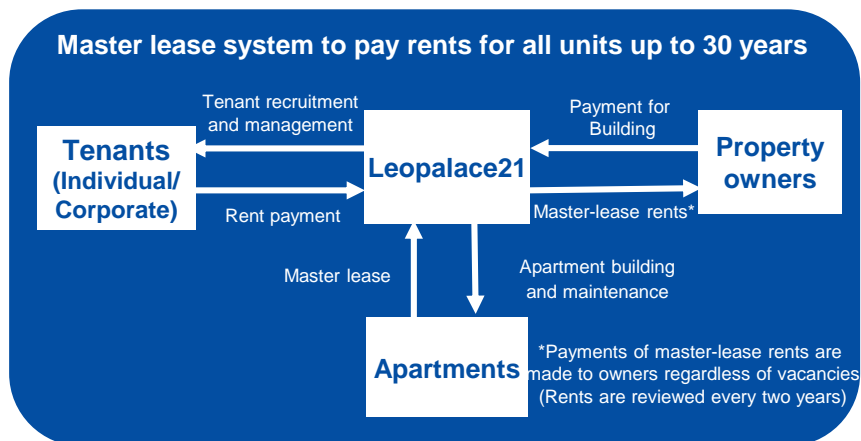 Master lease system to pay rents for all units up to 30 years
Tenant recruitment
and management
Payment for
Building
Tenants
(Individual/
Corporate)
Leopalace21
Property
owners
Rent payment
Master-lease rents*
Master lease
Apartment building
and maintenance
Apartments
*Payments of master-lease rents are
made to owners regardless of vacancies
(Rents are reviewed every two years)